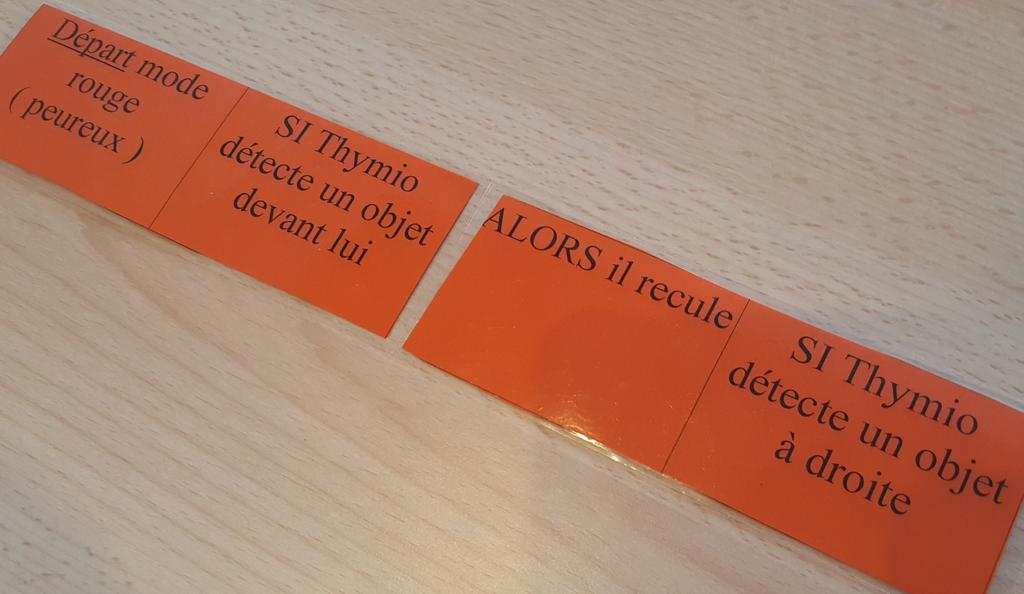 Départ mode
rouge
( peureux )
SI Thymio
détecte un objet
devant lui
ALORS il recule
SI Thymio
détecte un objet
à droite